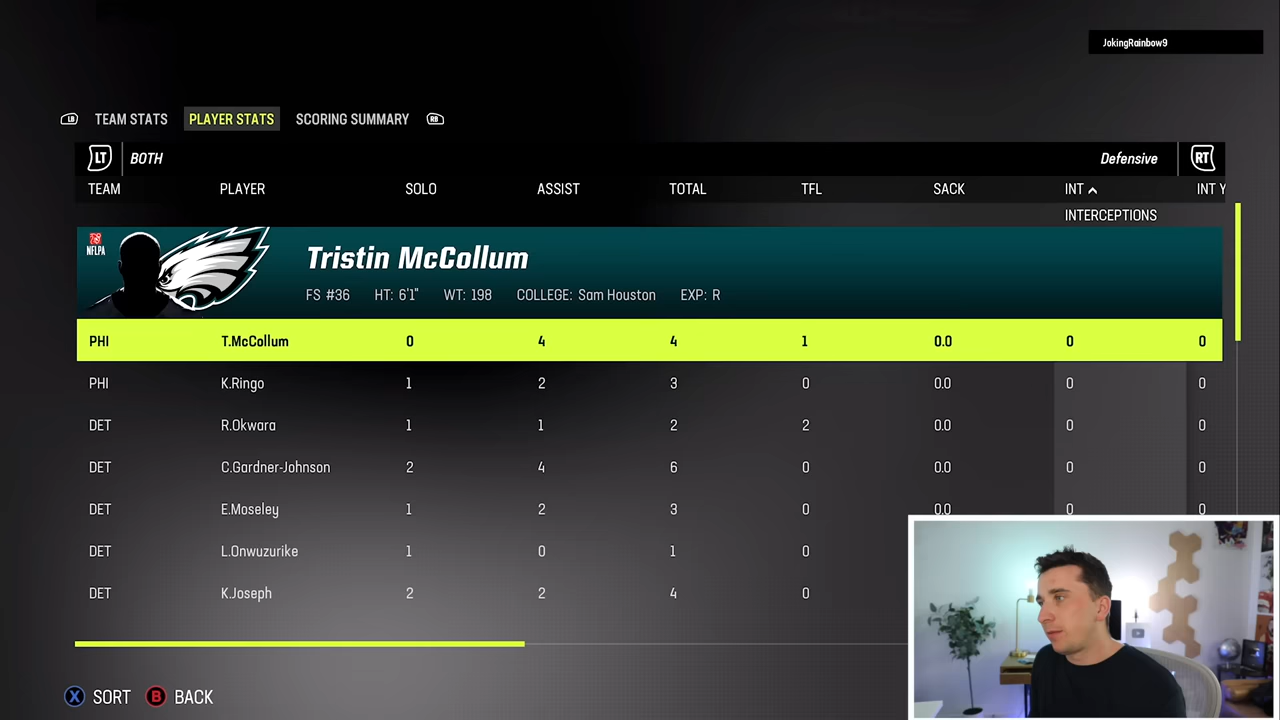 JokingRainbow9
LB TEAM STATS PLAYER STATS SCORING SUMMARY RB
LT BOTH Defensive RT
TEAM PLAYER SOLO ASSIST TOTAL TFL SACK INT INT Y
INTERCEPTIONS
NFLPA
Tristin McCollum
FS #36 HT: 6'1" WT: 198 COLLEGE: Sam Houston EXP: R
PHI T.McCollum 0 4 4 1 0.0 0 0
PHI K.Ringo 1 2 3 0 0.0 0 0
DET R.Okwara 1 1 2 2 0.0 0 0
DET C.Gardner-Johnson 2 4 6 0 0.0 0 0
DET E.Moseley 1 2 3 0 0.0 0 0
DET L.Onwuzurike 1 0 1 0
DET K.Joseph 2 2 4 0
X SORT B BACK